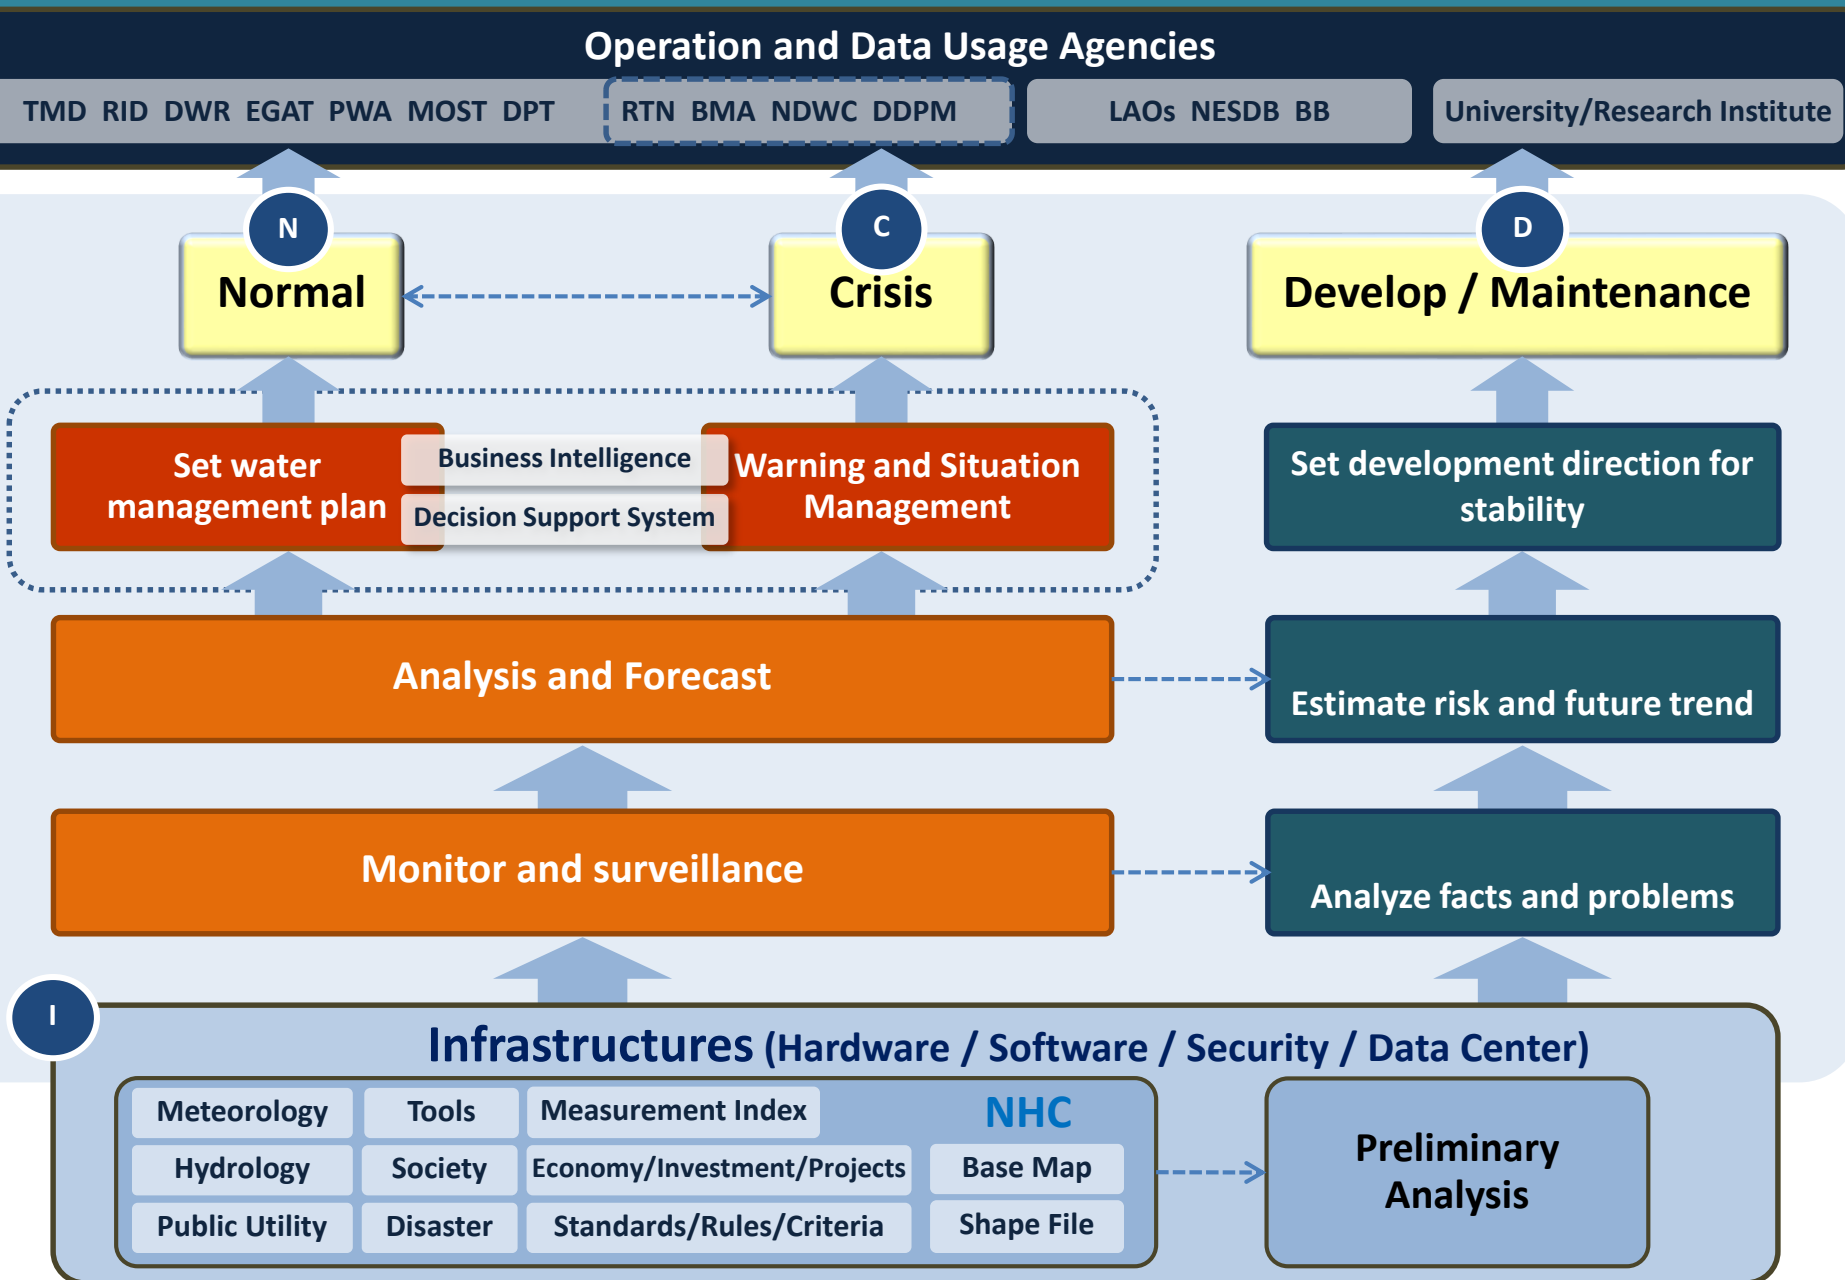 Operation and Data Usage Agencies
TMD RID DWR EGAT PWA MOST DPT
RTN BMA NDWC DDPM
LAOs NESDB BB
University/Research Institute
N
C
D
Normal
Crisis
Develop / Maintenance
Set water
management plan
Business Intelligence
Decision Support System
Warning and Situation
Management
Set development direction for
stability
Analysis and Forecast
Estimate risk and future trend
Monitor and surveillance
Analyze facts and problems
I
Infrastructures (Hardware / Software / Security / Data Center)
Meteorology
Tools
Measurement Index
NHC
Hydrology
Society
Economy/Investment/Projects
Base Map
Public Utility
Disaster
Standards/Rules/Criteria
Shape File
Preliminary
Analysis